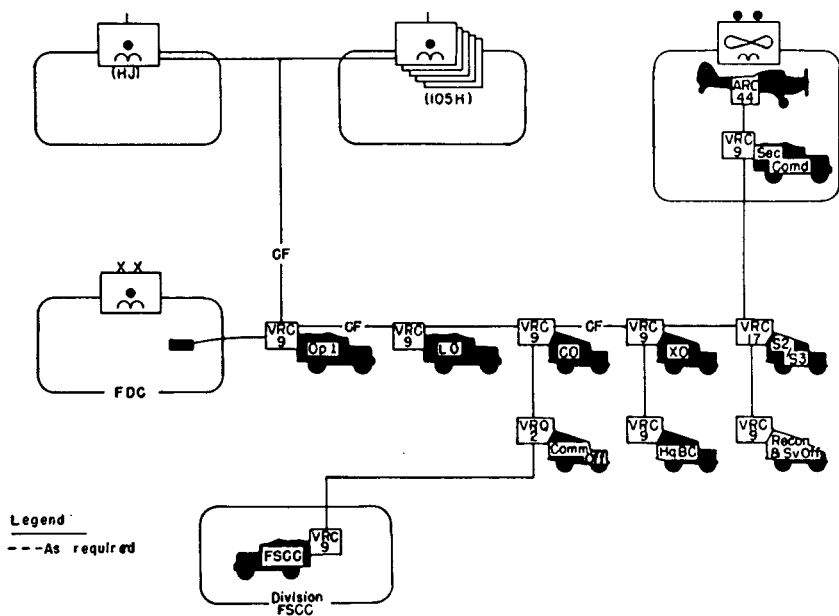 (HJ)
(105H)
ARC
44
VRC
9
Sec
Comd
CF
X X
FDC
VRC
9
Op 1
CF
VRC
9
LO
VRC
9
CO
CF
VRC
9
XO
VRC
17
S2,
S3
VRQ
2
Comm
Off
VRC
9
HqBC
VRC
9
Recon
& Sv Off
Legend
---As required
FSCC
VRC
9
Division
FSCC